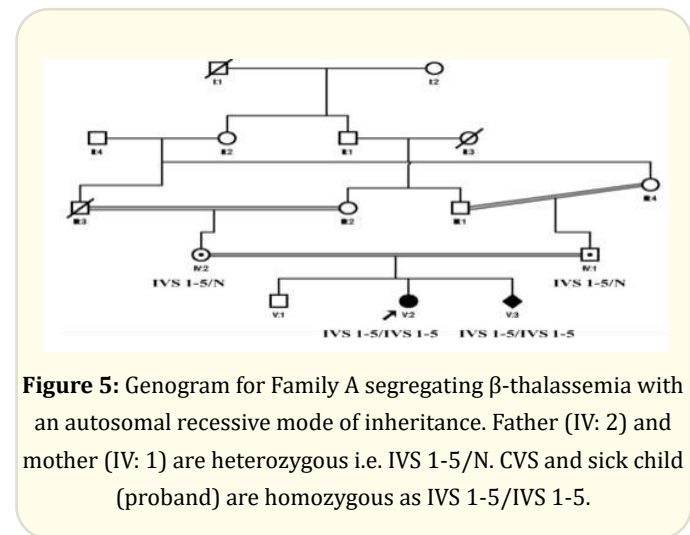 I:1 I:2
II:4 II:2 II:1 II:3
III:3 III:2 III:1 III:4
IV:2 IV:1
IVS 1-5/N IVS 1-5/N
V:1 V:2 V:3
IVS 1-5/IVS 1-5 IVS 1-5/IVS 1-5
Figure 5: Genogram for Family A segregating β-thalassemia with
an autosomal recessive mode of inheritance. Father (IV: 2) and
mother (IV: 1) are heterozygous i.e. IVS 1-5/N. CVS and sick child
(proband) are homozygous as IVS 1-5/IVS 1-5.